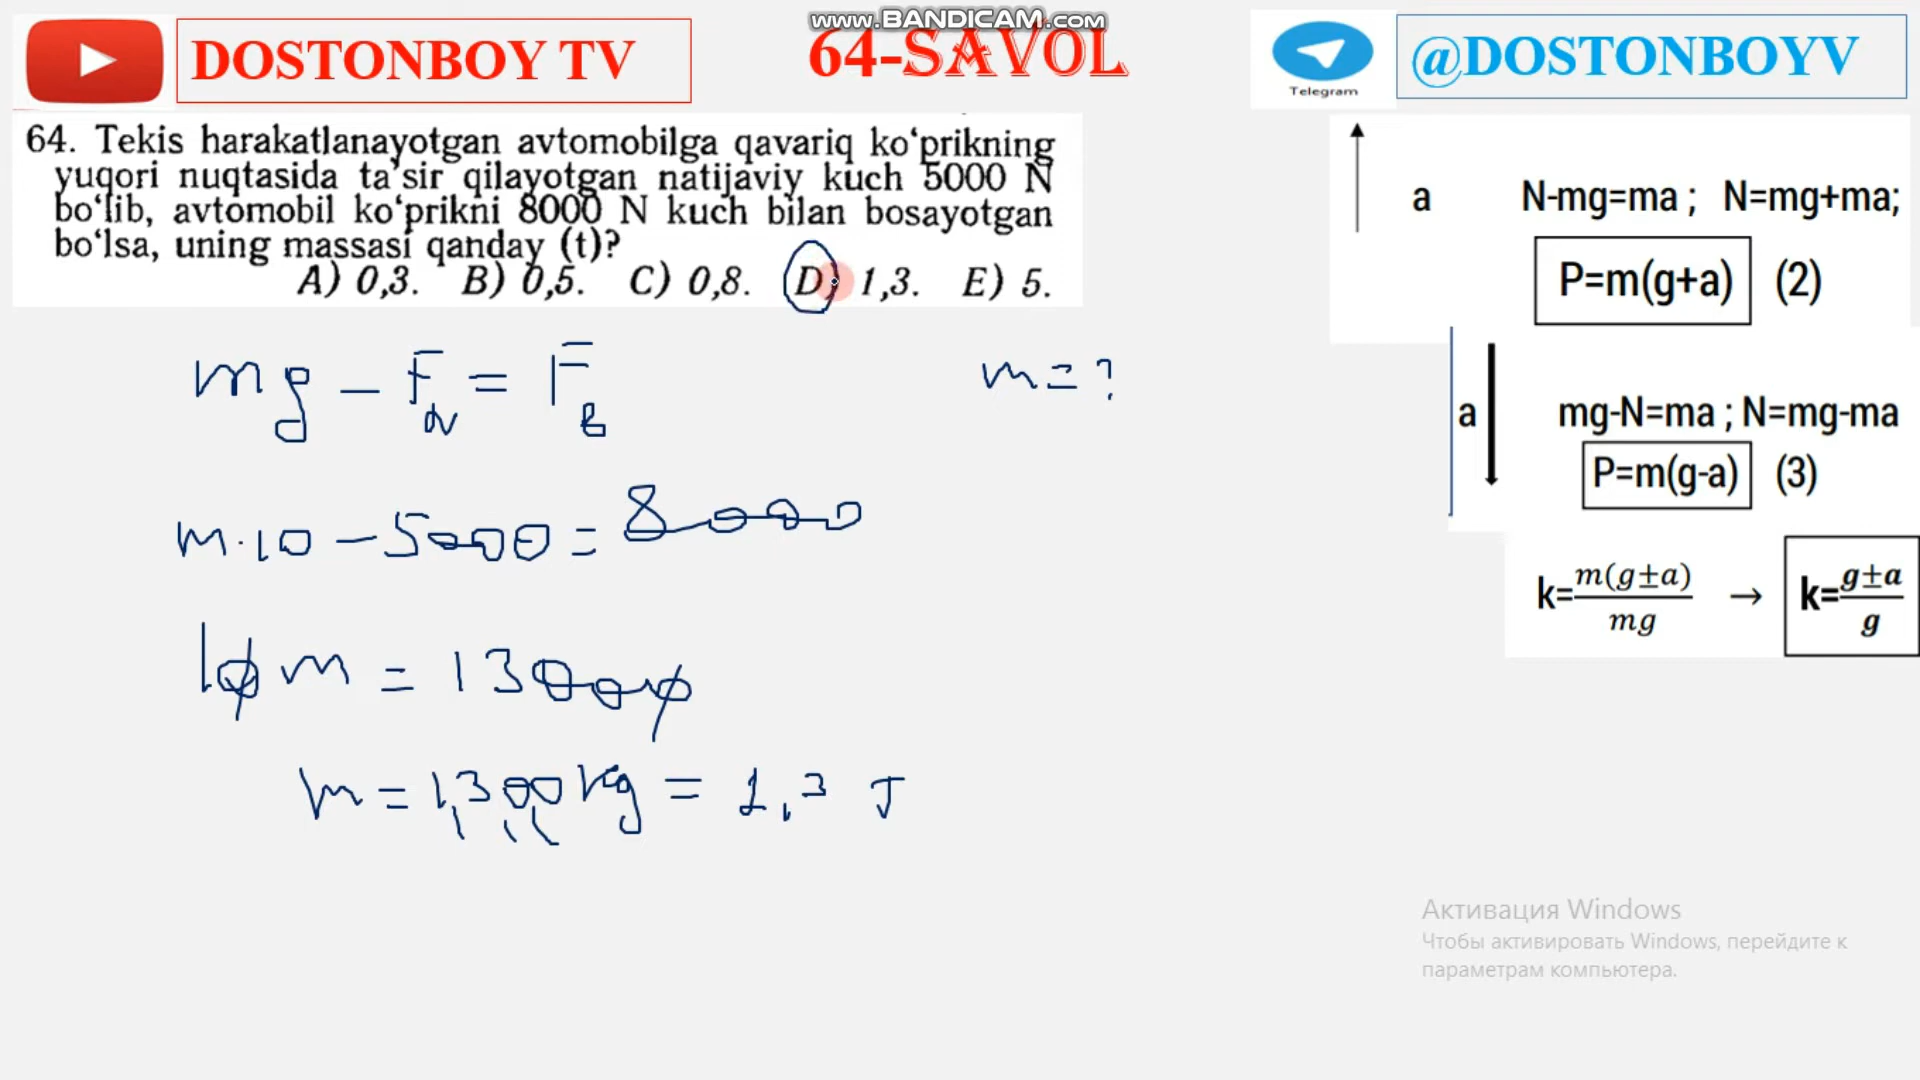 www.BANDICAM.com
DOSTONBOY TV
64-SAVOL
Telegram
@DOSTONBOYV
64. Tekis harakatlanayotgan avtomobilga qavariq ko‘prikning
yuqori nuqtasida ta’sir qilayotgan natijaviy kuch 5000 N
bo‘lib, avtomobil ko‘prikni 8000 N kuch bilan bosayotgan
bo‘lsa, uning massasi qanday (t)?
A) 0,3. B) 0,5. C) 0,8. D) 1,3. E) 5.
mg - F_N = F_B
m = ?
m·10 - 5000 = 8000
10 m = 13000
m = 1300 kg = 1,3 T
a N-mg=ma ; N=mg+ma;
P=m(g+a) (2)
a mg-N=ma ; N=mg-ma
P=m(g-a) (3)
k=m(g±a)/mg → k=g±a/g
Активация Windows
Чтобы активировать Windows, перейдите к
параметрам компьютера.